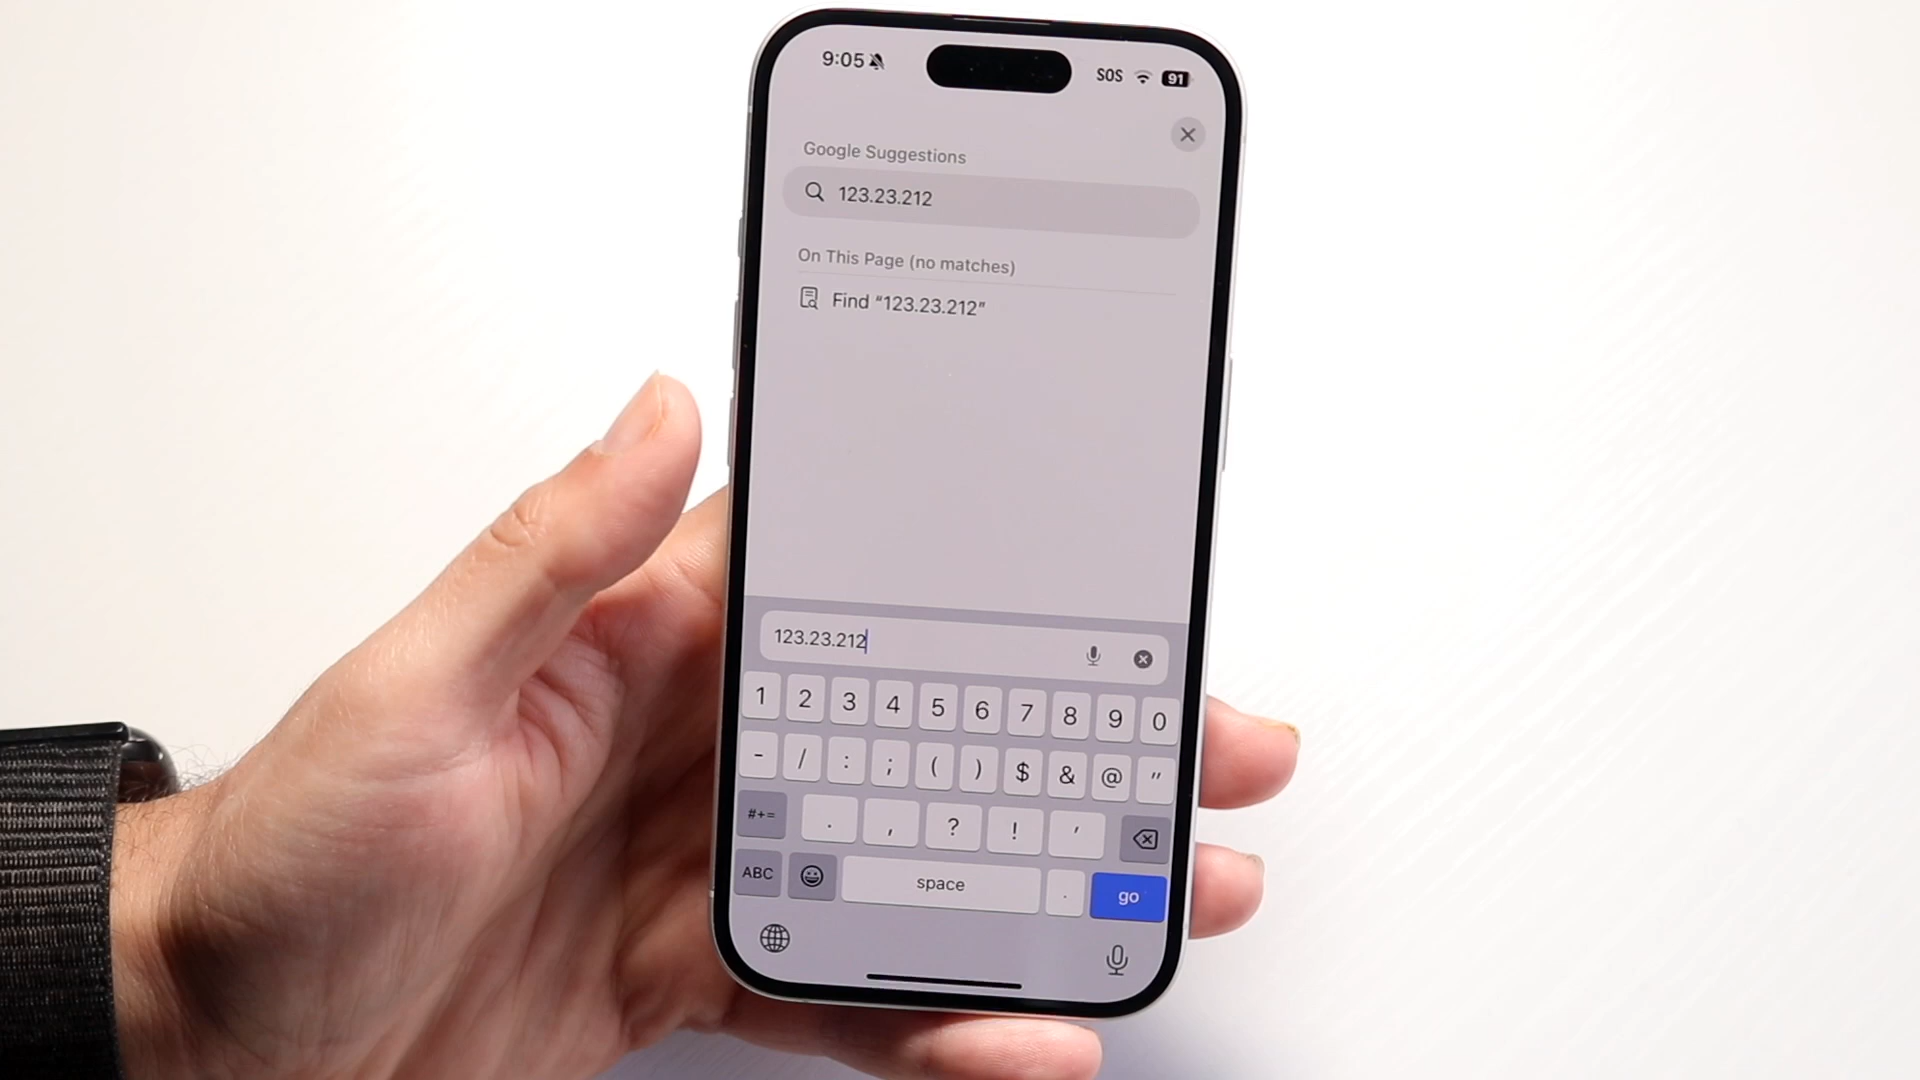 9:05
SOS 91
Google Suggestions
123.23.212
On This Page (no matches)
Find “123.23.212”
123.23.212
1 2 3 4 5 6 7 8 9 0
- / : ; ( ) $ & @ "
#+= . , ? ! '
ABC space . go